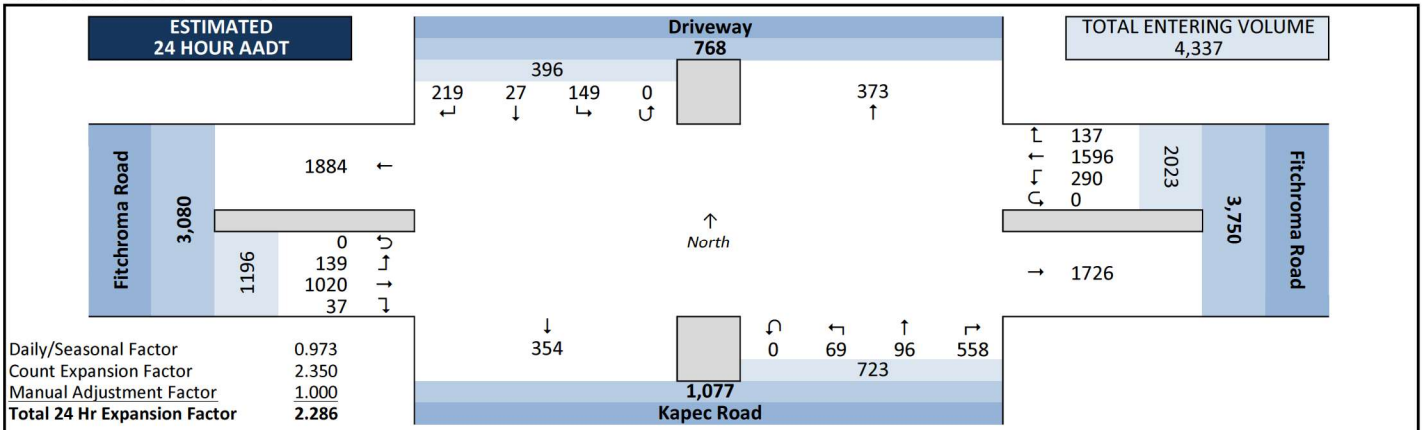 ESTIMATED
24 HOUR AADT
Driveway
768
TOTAL ENTERING VOLUME
4,337
396
219 27 149 0
↵ ↓ ↳ ↺
373
↑
Fitchroma Road
3,080
1884 ←
1196
0
139
1020 →
37
↑
North
137
← 1596
290
0
2023
3,750
Fitchroma Road
→ 1726
↓
354
0 69 96 558
723
1,077
Kapec Road
Daily/Seasonal Factor 0.973
Count Expansion Factor 2.350
Manual Adjustment Factor 1.000
Total 24 Hr Expansion Factor 2.286